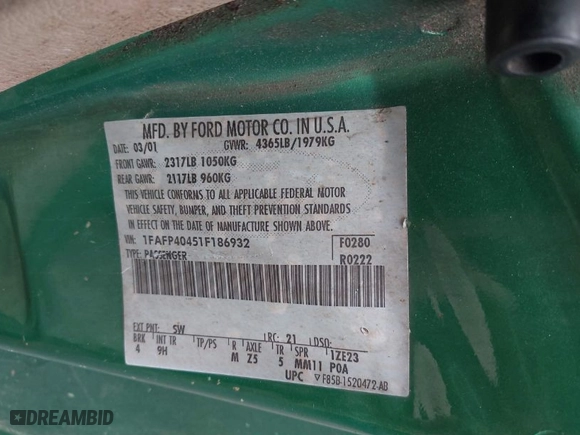 MFD. BY FORD MOTOR CO. IN U.S.A.
DATE: 03/01 GVWR: 4365LB/1979KG
FRONT GAWR: 2317LB 1050KG
REAR GAWR: 2117LB 960KG
THIS VEHICLE CONFORMS TO ALL APPLICABLE FEDERAL MOTOR
VEHICLE SAFETY, BUMPER, AND THEFT PREVENTION STANDARDS
IN EFFECT ON THE DATE OF MANUFACTURE SHOWN ABOVE.
VIN: 1FAFP40451F186932 F0280
TYPE: PASSENGER R0222
EXT PNT: SW RC: 21 DSO:
BRK INT TR TP/PS R AXLE TR SPR 1ZE23
4 9H M Z5 5 MM11 P0A
UPC F85B-1520472-AB
DREAMBID